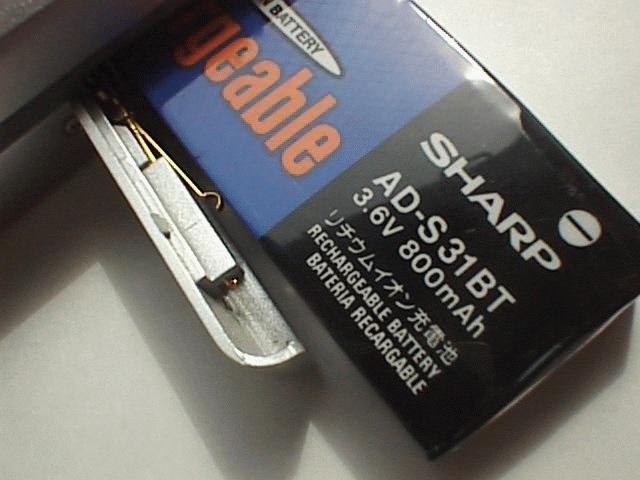 BATTERY
geable
SHARP
AD-S31BT
3.6V 800mAh
リチウムイオン充電池
RECHARGEABLE BATTERY
BATERIA RECARGABLE